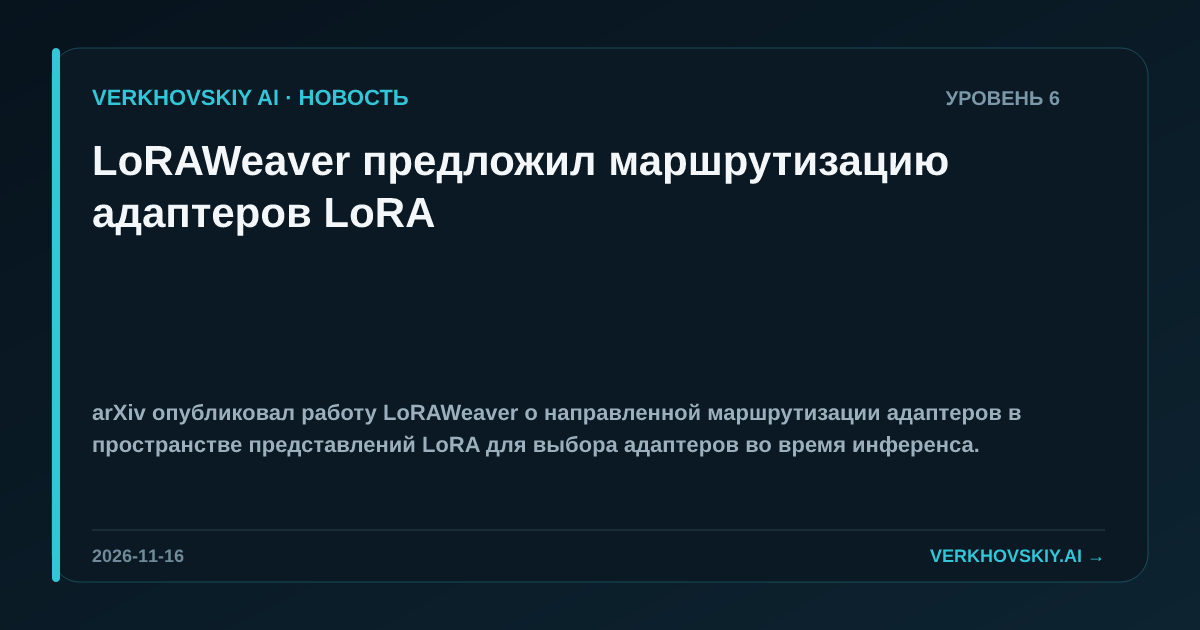 VERKHOVSKIY AI · НОВОСТЬ
УРОВЕНЬ 6
LoRAWeaver предложил маршрутизацию
адаптеров LoRA
arXiv опубликовал работу LoRAWeaver о направленной маршрутизации адаптеров в
пространстве представлений LoRA для выбора адаптеров во время инференса.
2026-11-16
VERKHOVSKIY.AI →